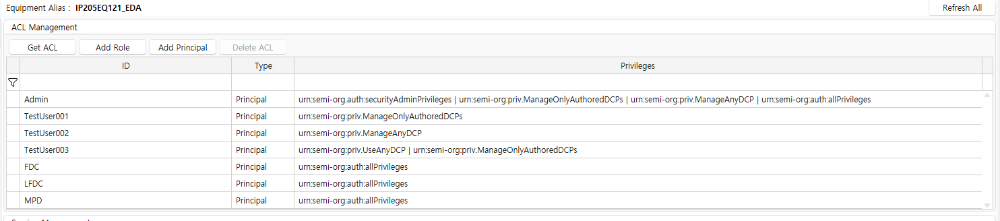 Equipment Alias : IP205EQ121_EDA Refresh All
ACL Management
Get ACL Add Role Add Principal Delete ACL
ID Type Privileges
Admin Principal urn:semi-org.auth:securityAdminPrivileges | urn:semi-org:priv.ManageOnlyAuthoredDCPs | urn:semi-org:priv.ManageAnyDCP | urn:semi-org:auth:allPrivileges
TestUser001 Principal urn:semi-org:priv.ManageOnlyAuthoredDCPs
TestUser002 Principal urn:semi-org:priv.ManageAnyDCP
TestUser003 Principal urn:semi-org:priv.UseAnyDCP | urn:semi-org:priv.ManageOnlyAuthoredDCPs
FDC Principal urn:semi-org:auth:allPrivileges
LFDC Principal urn:semi-org:auth:allPrivileges
MPD Principal urn:semi-org:auth:allPrivileges